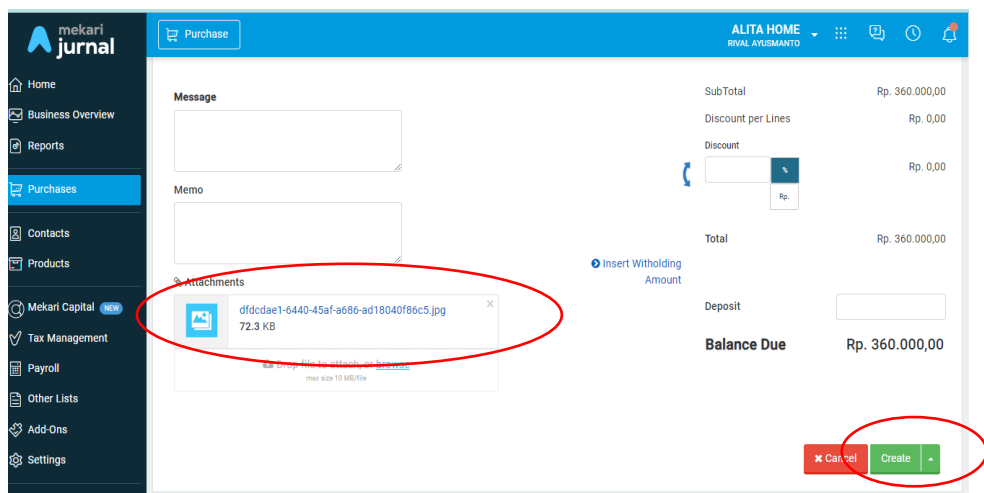 mekari
jurnal
Purchase
ALITA HOME
RIVAL AYUSMANTO
Home
Business Overview
Reports
Purchases
Contacts
Products
Mekari Capital NEW
Tax Management
Payroll
Other Lists
Add-Ons
Settings
Message
Memo
Attachments
dfdcdae1-6440-45af-a686-ad18040f86c5.jpg
72.3 KB
Drop file to attach, or browse
max size 10 MB/file
SubTotal Rp. 360.000,00
Discount per Lines Rp. 0,00
Discount
% Rp. 0,00
Rp.
Total Rp. 360.000,00
Insert Witholding
Amount
Deposit
Balance Due Rp. 360.000,00
Cancel Create